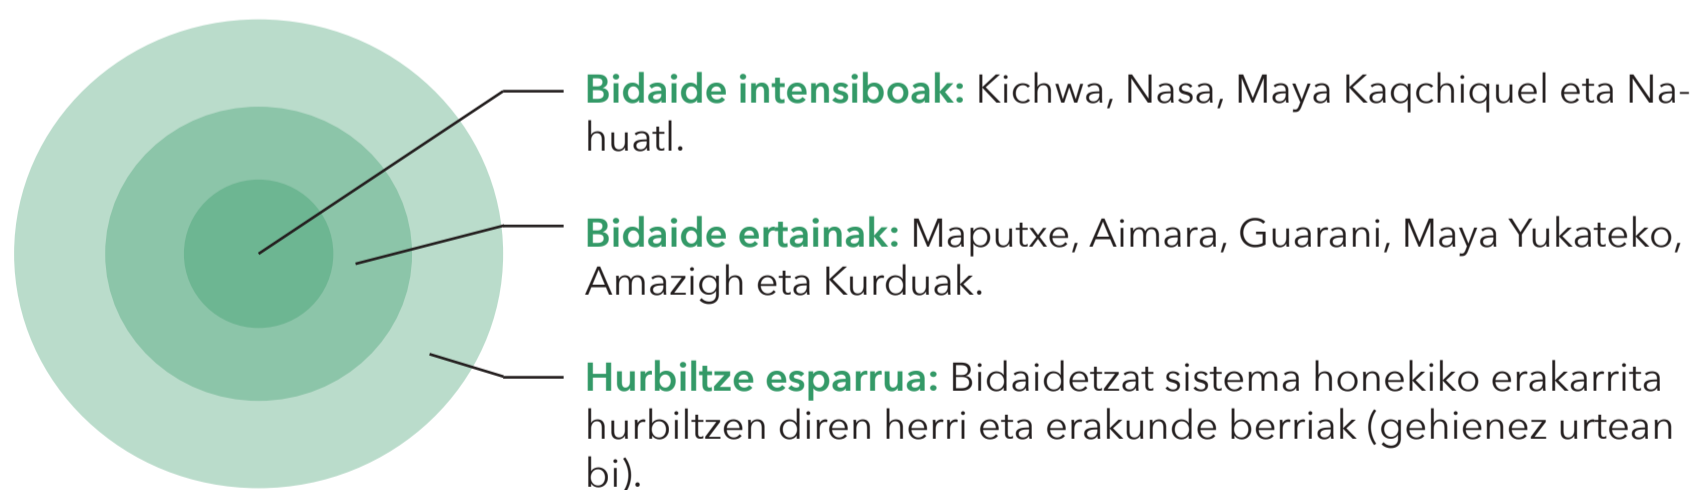 Bidaide intensiboak: Kichwa, Nasa, Maya Kaqchiquel eta Na-
huatl.
Bidaide ertainak: Maputxe, Aimara, Guarani, Maya Yukateko,
Amazigh eta Kurduak.
Hurbiltze esparrua: Bidaidetzat sistema honekiko erakarrita
hurbiltzen diren herri eta erakunde berriak (gehienez urtean
bi).